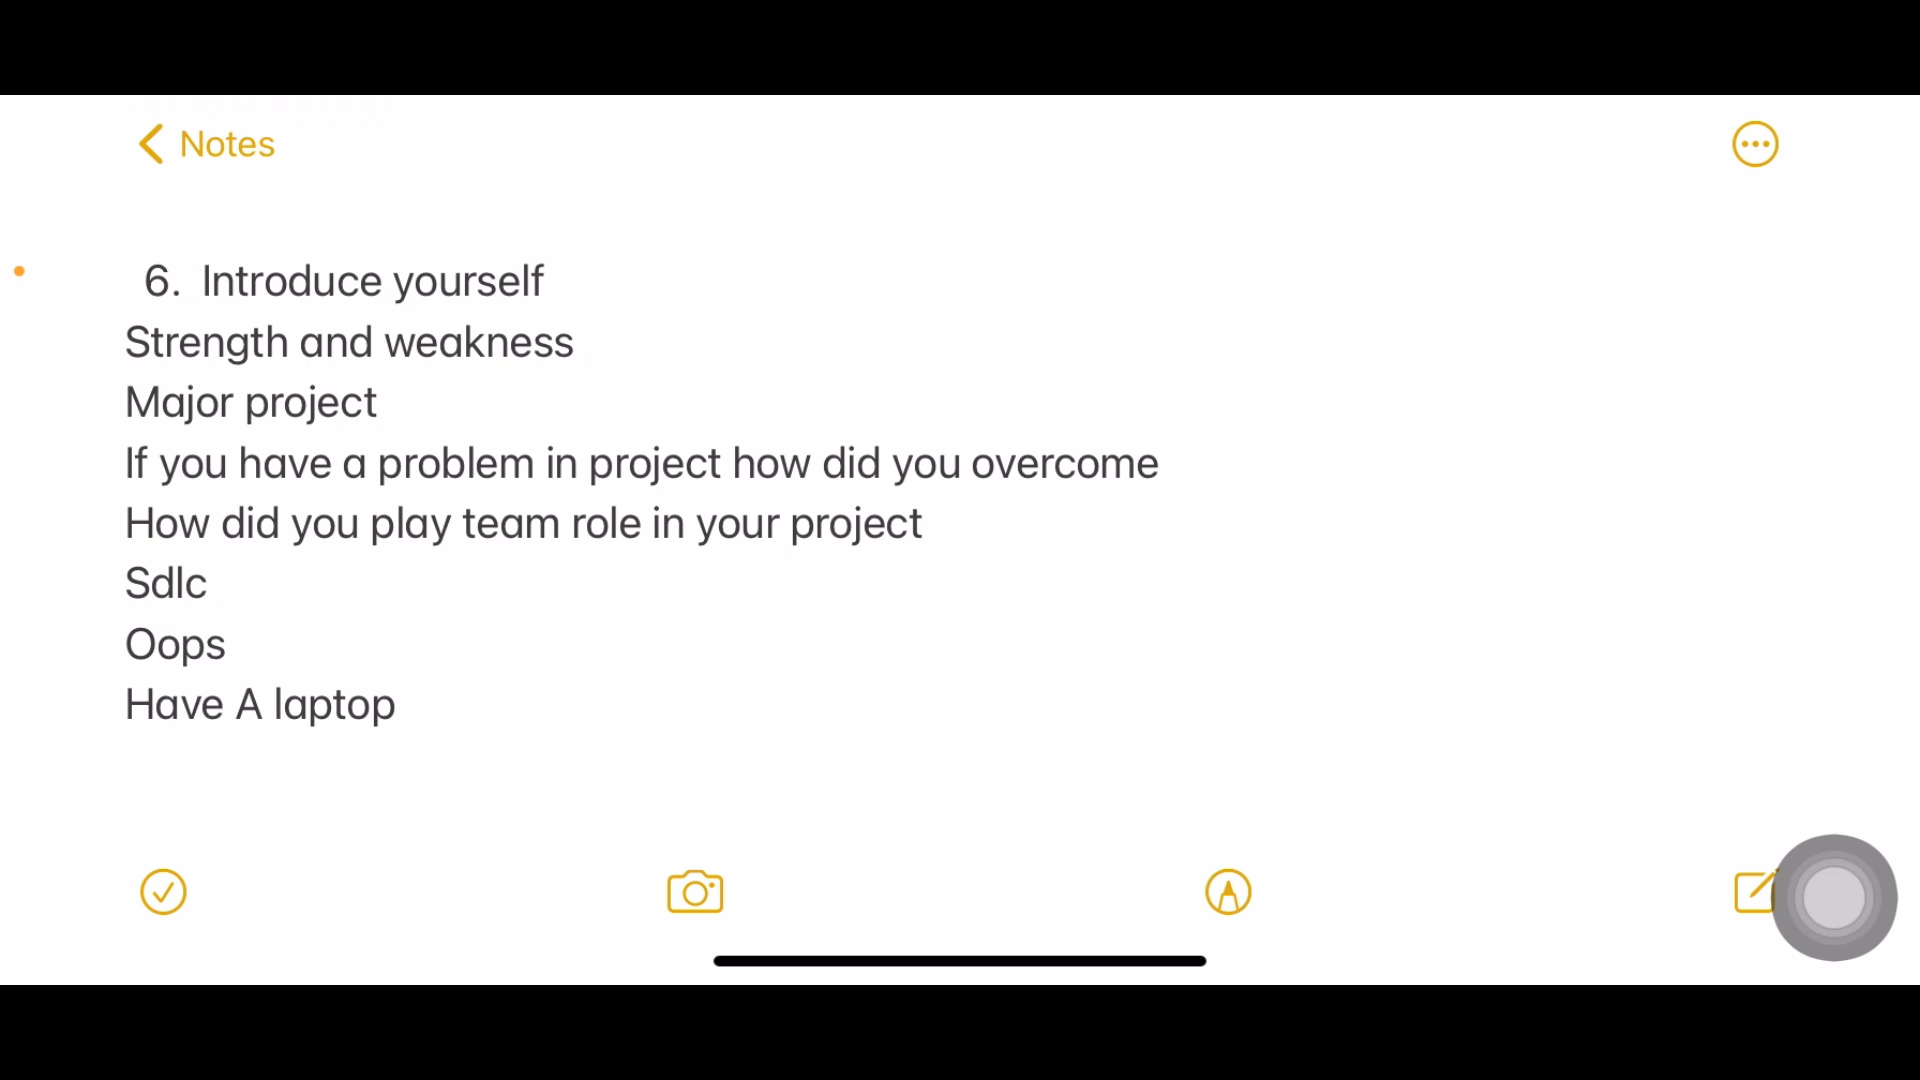 Notes
6. Introduce yourself
Strength and weakness
Major project
If you have a problem in project how did you overcome
How did you play team role in your project
Sdlc
Oops
Have A laptop